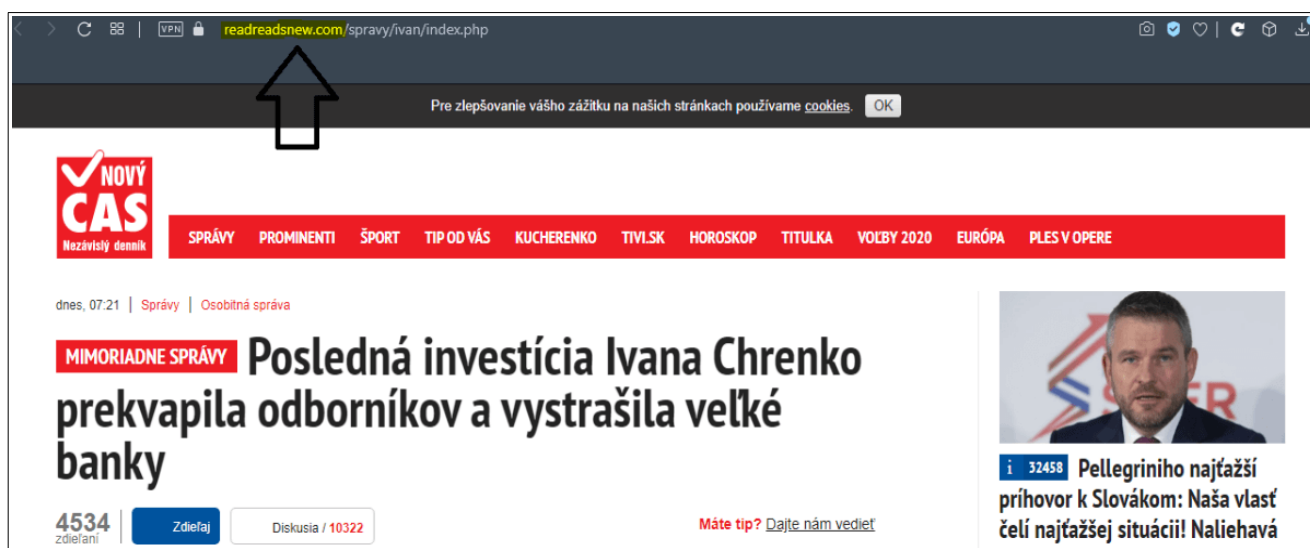 VPN readreadsnew.com/spravy/ivan/index.php
Pre zlepšovanie vášho zážitku na našich stránkach používame cookies. OK
NOVÝ
ČAS
Nezávislý denník
SPRÁVY PROMINENTI ŠPORT TIP OD VÁS KUCHERENKO TIVI.SK HOROSKOP TITULKA VOĽBY 2020 EURÓPA PLES V OPERE
dnes, 07:21 | Správy | Osobitná správa
MIMORIADNE SPRÁVY Posledná investícia Ivana Chrenko
prekvapila odborníkov a vystrašila veľké
banky
4534
zdieľaní
Zdieľaj
Diskusia / 10322
Máte tip? Dajte nám vedieť
i 32458 Pellegriniho najťažší
príhovor k Slovákom: Naša vlasť
čelí najťažšej situácii! Naliehavá